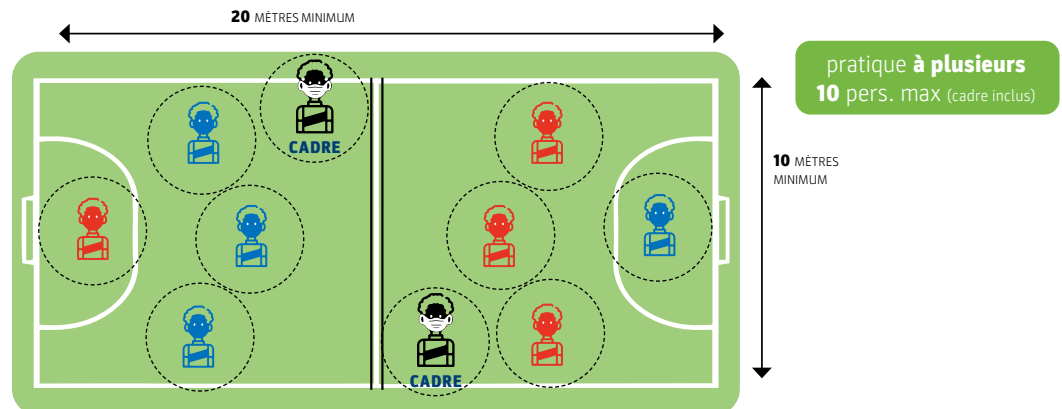 20 MÈTRES MINIMUM
pratique à plusieurs
10 pers. max (cadre inclus)
CADRE
10 MÈTRES
MINIMUM
CADRE